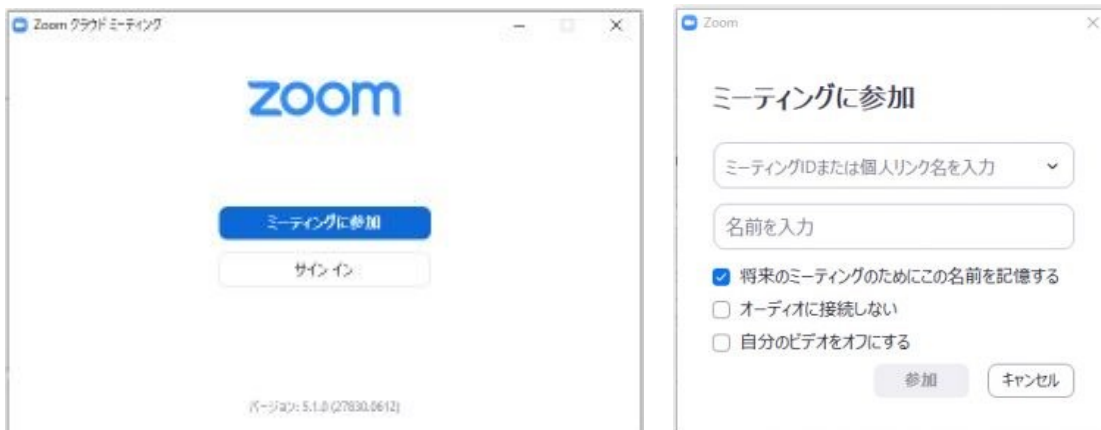 Zoom クラウド ミーティング
zoom
ミーティングに参加
サイン イン
バージョン: 5.1.0 (27830.0612)
Zoom
ミーティングに参加
ミーティングIDまたは個人リンク名を入力
名前を入力
将来のミーティングのためにこの名前を記憶する
オーディオに接続しない
自分のビデオをオフにする
参加 キャンセル